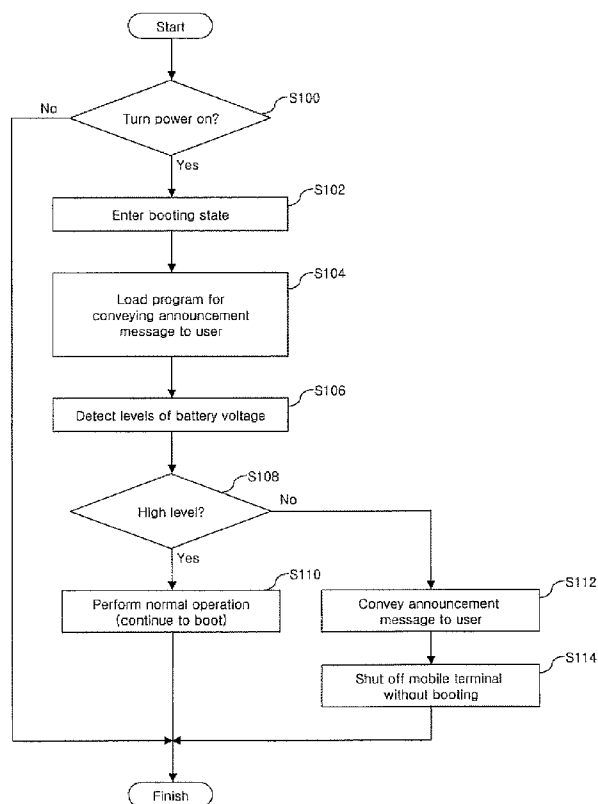 Start
S100
No
Turn power on?
Yes
S102
Enter booting state
S104
Load program for
conveying announcement
message to user
S106
Detect levels of battery voltage
S108
No
High level?
Yes
S110
S112
Perform normal operation
(continue to boot)
Convey announcement
message to user
S114
Shut off mobile terminal
without booting
Finish